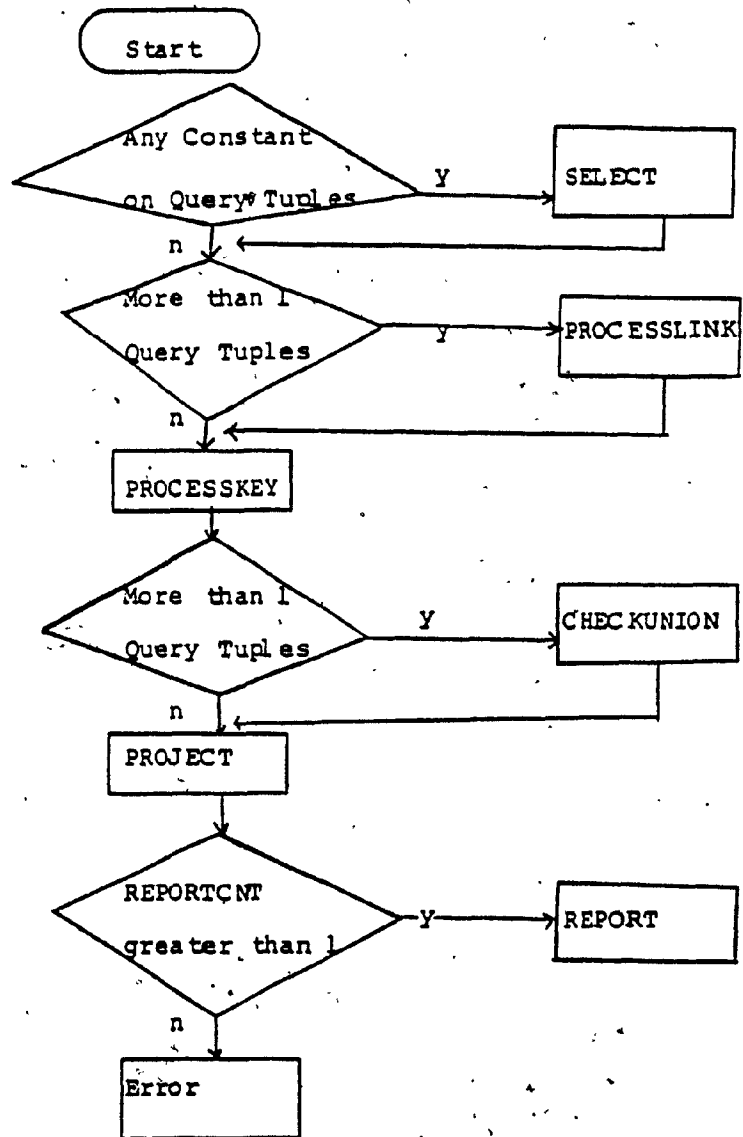 Start
Any Constant
on Query Tuples
y
SELECT
n
More than 1
Query Tuples
y
PROCESSLINK
n
PROCESSKEY
More than 1
Query Tuples
y
CHECKUNION
n
PROJECT
REPORTCNT
greater than 1
y
REPORT
n
Error